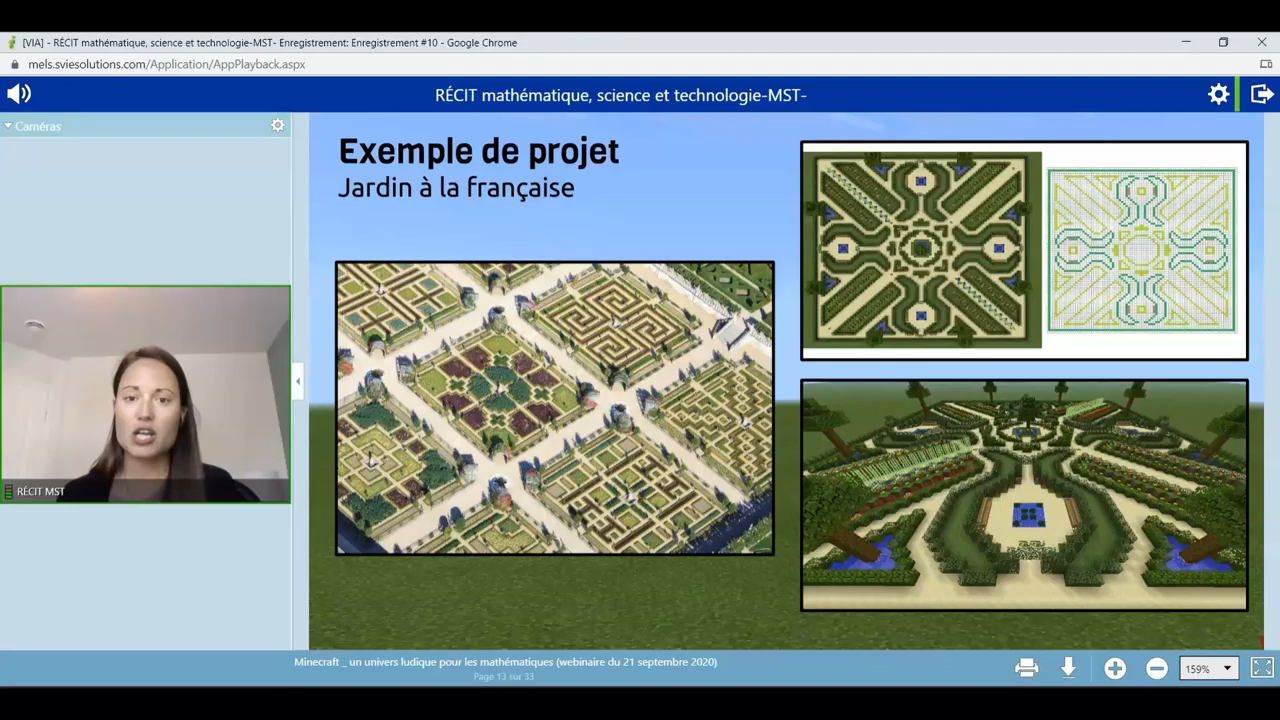 [VIA] - RÉCIT mathématique, science et technologie-MST- Enregistrement: Enregistrement #10 - Google Chrome
mels.sviesolutions.com/Application/AppPlayback.aspx
RÉCIT mathématique, science et technologie-MST-
Caméras
Exemple de projet
Jardin à la française
RÉCIT MST
Minecraft _ un univers ludique pour les mathématiques (webinaire du 21 septembre 2020)
Page 13 sur 33
159%